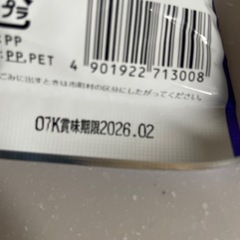 プラ
:PP
:PP,PET
4 901922 713008
ごみに出すときは市町村の区分にしたがってください。
07K賞味期限2026.02